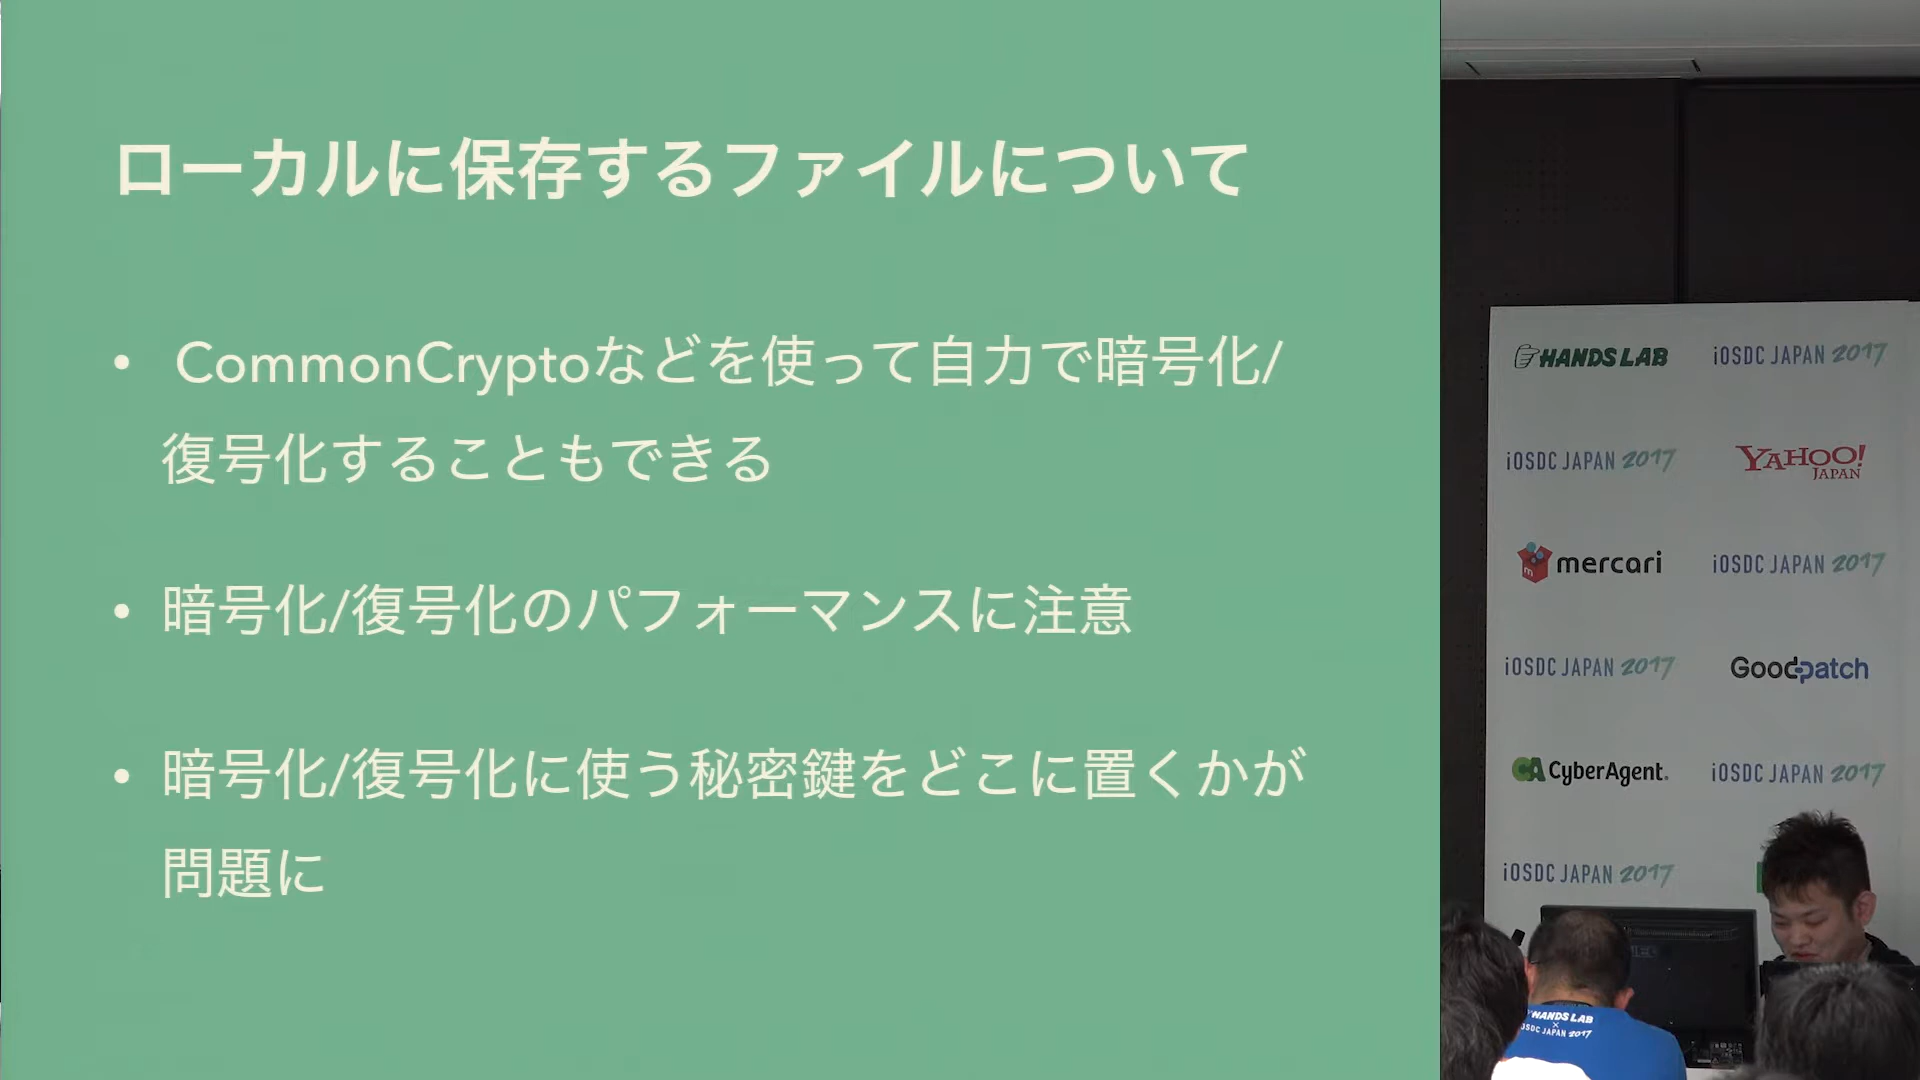 ローカルに保存するファイルについて
• CommonCryptoなどを使って自力で暗号化/
復号化することもできる
• 暗号化/復号化のパフォーマンスに注意
• 暗号化/復号化に使う秘密鍵をどこに置くかが
問題に
HANDS LAB iOSDC JAPAN 2017
iOSDC JAPAN 2017 YAHOO! JAPAN
mercari iOSDC JAPAN 2017
iOSDC JAPAN 2017 Goodpatch
CA CyberAgent. iOSDC JAPAN 2017
iOSDC JAPAN 2017
HANDS LAB
×
iOSDC JAPAN 2017